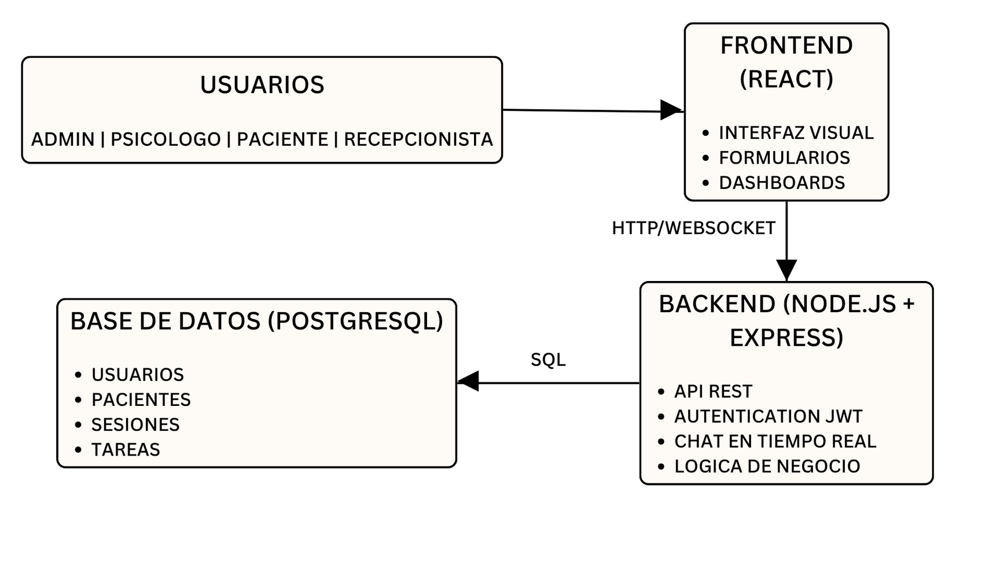 USUARIOS
ADMIN | PSICOLOGO | PACIENTE | RECEPCIONISTA
FRONTEND
(REACT)
• INTERFAZ VISUAL
• FORMULARIOS
• DASHBOARDS
HTTP/WEBSOCKET
BACKEND (NODE.JS +
EXPRESS)
• API REST
• AUTENTICATION JWT
• CHAT EN TIEMPO REAL
• LOGICA DE NEGOCIO
SQL
BASE DE DATOS (POSTGRESQL)
• USUARIOS
• PACIENTES
• SESIONES
• TAREAS